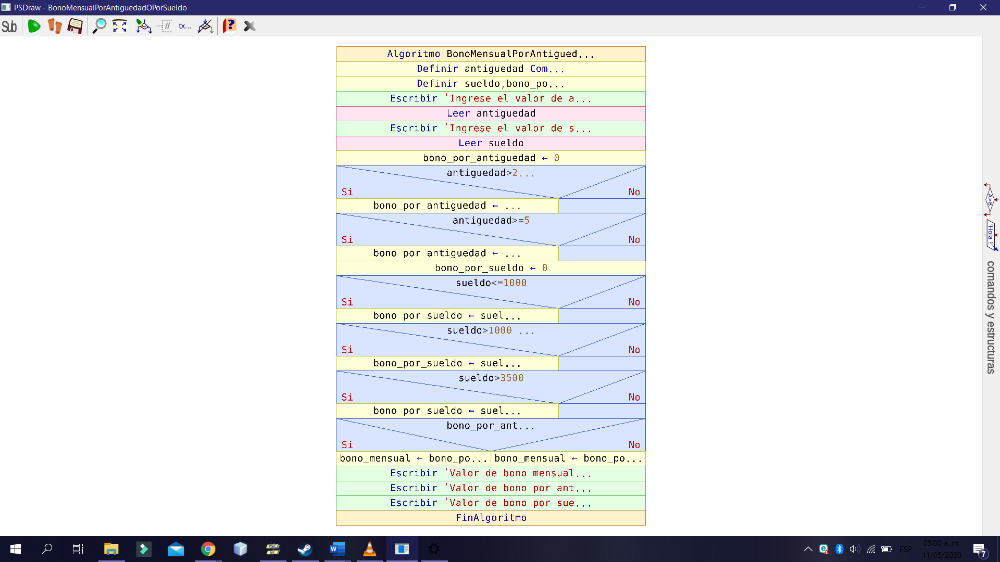 PSDraw - BonoMensualPorAntiguedadOPorSueldo
Sub
tx...
Algoritmo BonoMensualPorAntigued...
Definir antiguedad Com...
Definir sueldo,bono_po...
Escribir 'Ingrese el valor de a...
Leer antiguedad
Escribir 'Ingrese el valor de s...
Leer sueldo
bono_por_antiguedad ← 0
antiguedad>2...
Si No
bono_por_antiguedad ← ...
antiguedad>=5
Si No
bono por antiguedad ← ...
bono_por_sueldo ← 0
sueldo<=1000
Si No
bono por sueldo ← suel...
sueldo>1000 ...
Si No
bono_por_sueldo ← suel...
sueldo>3500
Si No
bono_por_sueldo ← suel...
bono_por_ant...
Si No
bono_mensual ← bono_po... bono_mensual ← bono_po...
Escribir 'Valor de bono mensual...
Escribir 'Valor de bono por ant...
Escribir 'Valor de bono por sue...
FinAlgoritmo
A>B
'Hola !'
comandos y estructuras
ESP
05:00 a. m.
11/05/2020
7